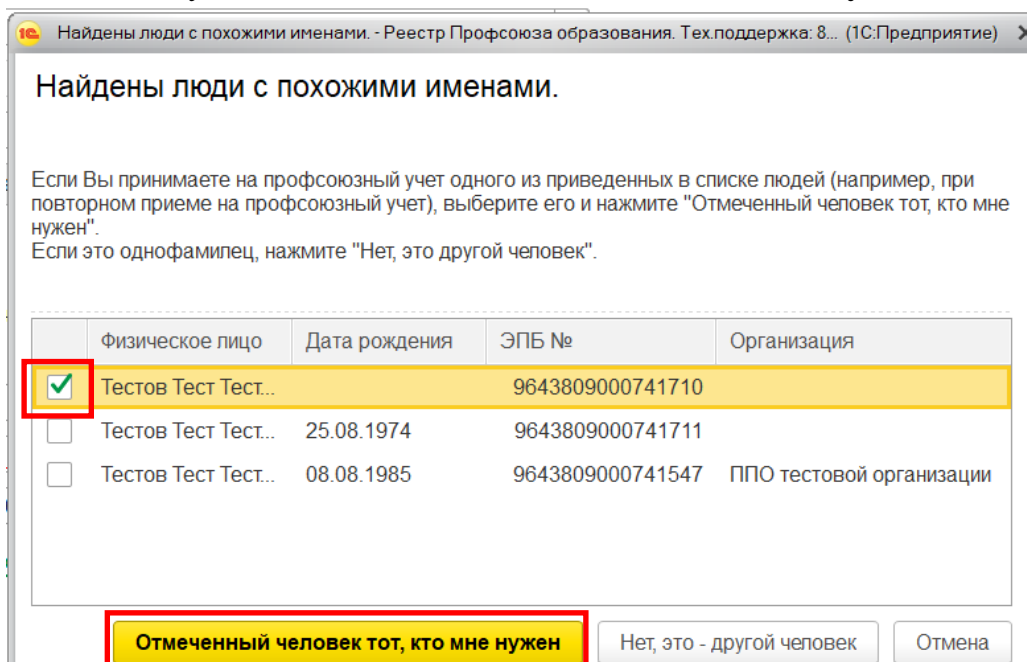 1С Найдены люди с похожими именами. - Реестр Профсоюза образования. Тех.поддержка: 8... (1С:Предприятие) X
Найдены люди с похожими именами.
Если Вы принимаете на профсоюзный учет одного из приведенных в списке людей (например, при
повторном приеме на профсоюзный учет), выберите его и нажмите "Отмеченный человек тот, кто мне
нужен".
Если это однофамилец, нажмите "Нет, это другой человек".
Физическое лицо Дата рождения ЭПБ № Организация
Тестов Тест Тест... 9643809000741710
Тестов Тест Тест... 25.08.1974 9643809000741711
Тестов Тест Тест... 08.08.1985 9643809000741547 ППО тестовой организации
Отмеченный человек тот, кто мне нужен Нет, это - другой человек Отмена